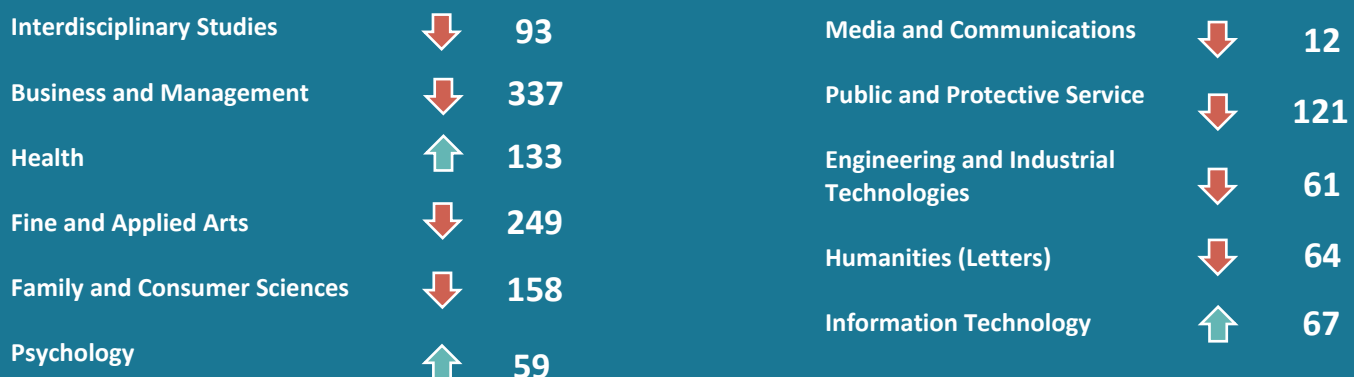 Interdisciplinary Studies 93
Business and Management 337
Health 133
Fine and Applied Arts 249
Family and Consumer Sciences 158
Psychology 59
Media and Communications 12
Public and Protective Service 121
Engineering and Industrial
Technologies 61
Humanities (Letters) 64
Information Technology 67